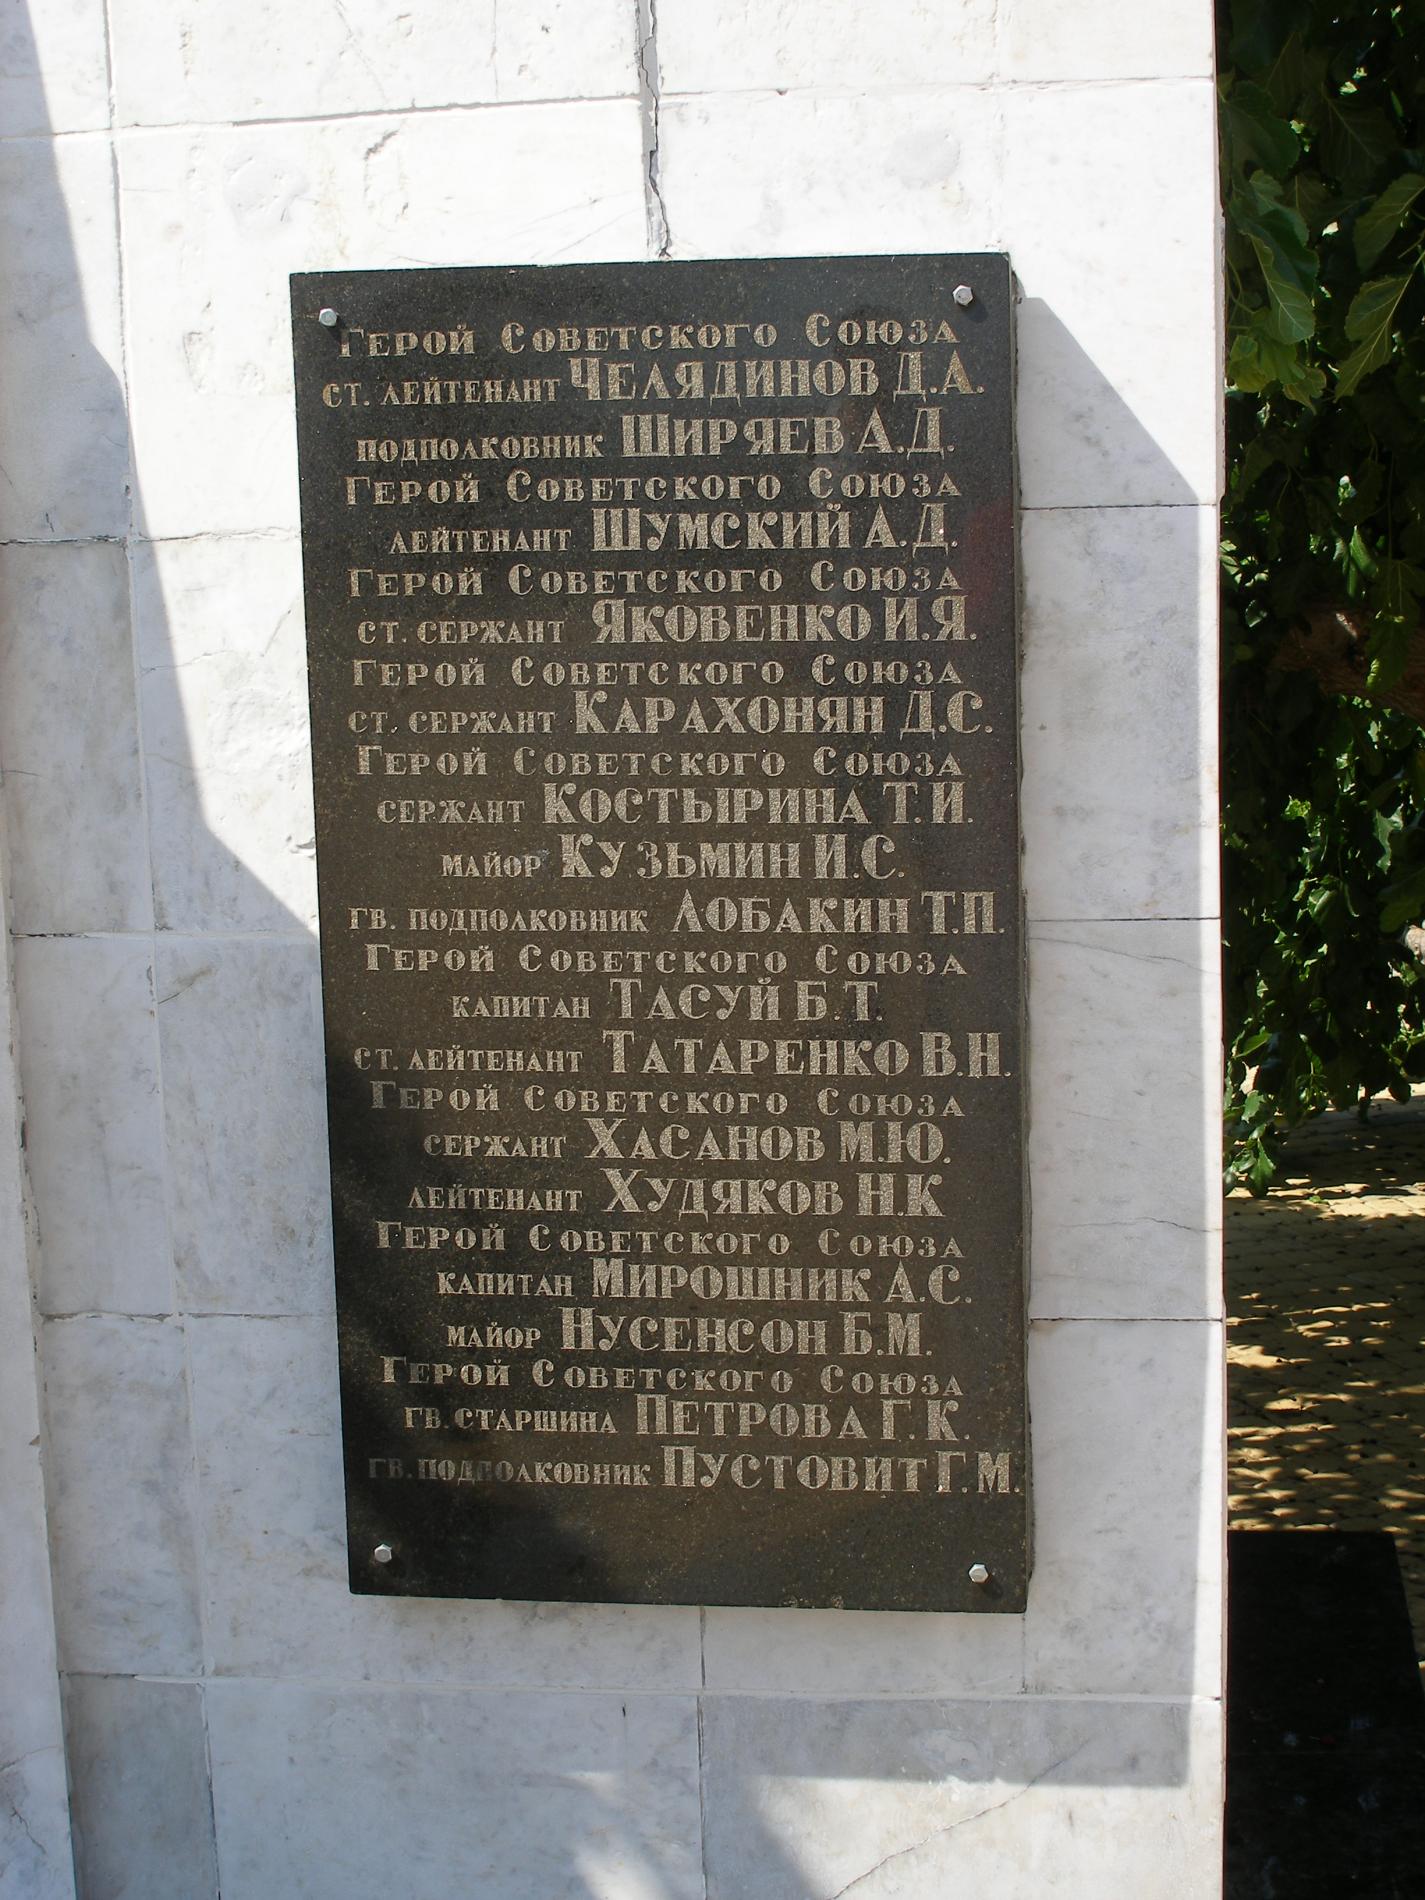 Герой Советского Союза
ст. лейтенант Челядинов Д.А.
подполковник Ширяев А.Д.
Герой Советского Союза
лейтенант Шумский А.Д.
Герой Советского Союза
ст. сержант Яковенко И.Я.
Герой Советского Союза
ст. сержант Карахонян Д.С.
Герой Советского Союза
сержант Костырина Т.И.
майор Кузьмин И.С.
гв. подполковник Лобакин Т.П.
Герой Советского Союза
капитан Тасуй Б.Т.
ст. лейтенант Татаренко В.Н.
Герой Советского Союза
сержант Хасанов М.Ю.
лейтенант Худяков Н.К
Герой Советского Союза
капитан Мирошник А.С.
майор Нусенсон Б.М.
Герой Советского Союза
гв. старшина Петрова Г.К.
гв. подполковник Пустовит Г.М.